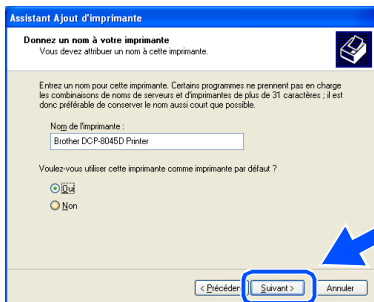 Assistant Ajout d'imprimante
Donnez un nom à votre imprimante
Vous devez attribuer un nom à cette imprimante.
Entrez un nom pour cette imprimante. Certains programmes ne prennent pas en charge
les combinaisons de noms de serveurs et d'imprimantes de plus de 31 caractères ; il est
donc préférable de conserver le nom aussi court que possible.
Nom de l'imprimante :
Brother DCP-8045D Printer
Voulez-vous utiliser cette imprimante comme imprimante par défaut ?
Oui
Non
< Précéden Suivant > Annuler